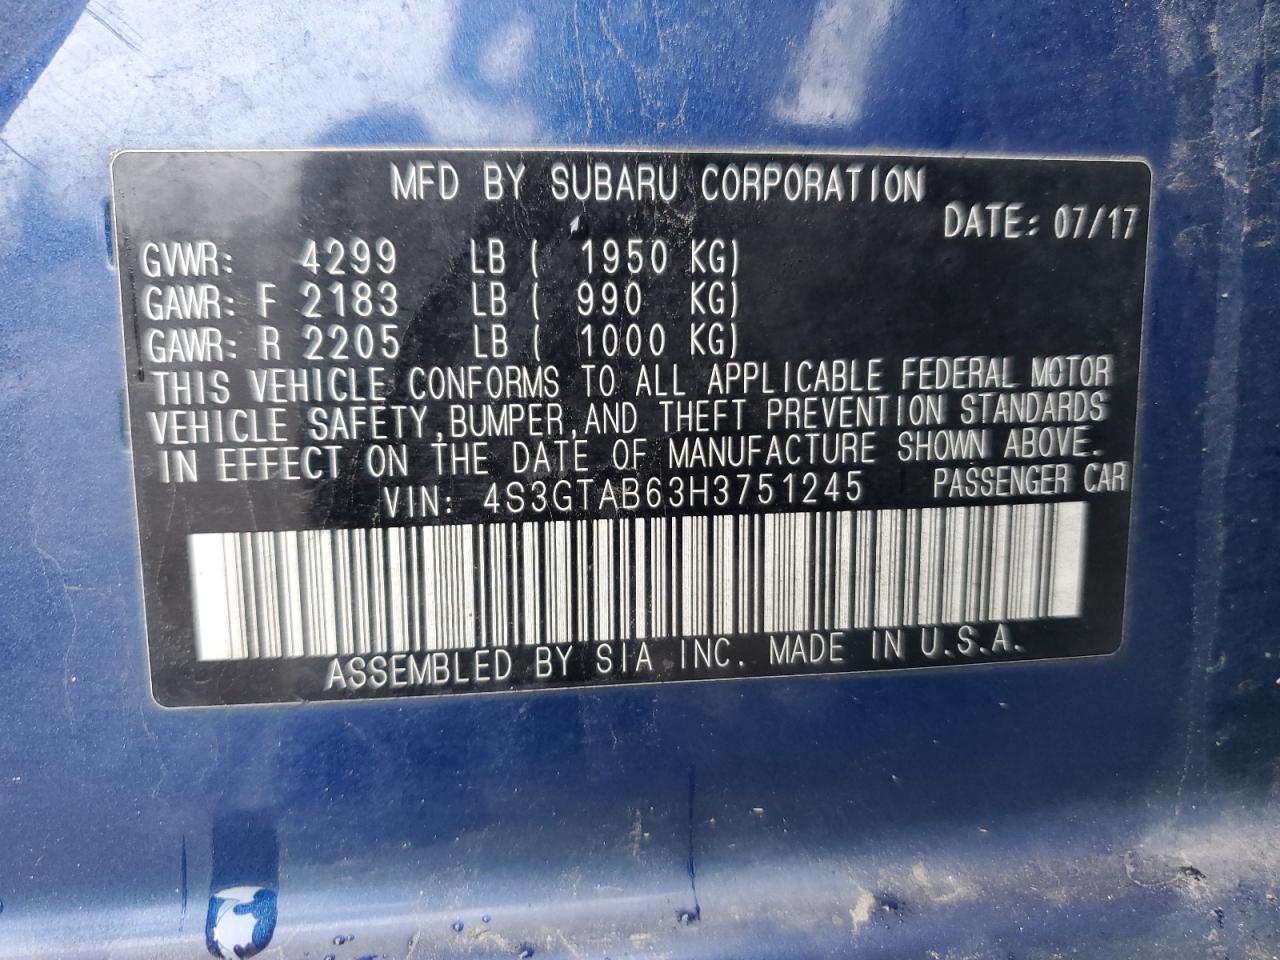 MFD BY SUBARU CORPORATION
DATE: 07/17
GVWR: 4299 LB ( 1950 KG)
GAWR: F 2183 LB ( 990 KG)
GAWR: R 2205 LB ( 1000 KG)
THIS VEHICLE CONFORMS TO ALL APPLICABLE FEDERAL MOTOR
VEHICLE SAFETY, BUMPER, AND THEFT PREVENTION STANDARDS
IN EFFECT ON THE DATE OF MANUFACTURE SHOWN ABOVE.
VIN: 4S3GTAB63H3751245 PASSENGER CAR
ASSEMBLED BY SIA INC. MADE IN U.S.A.